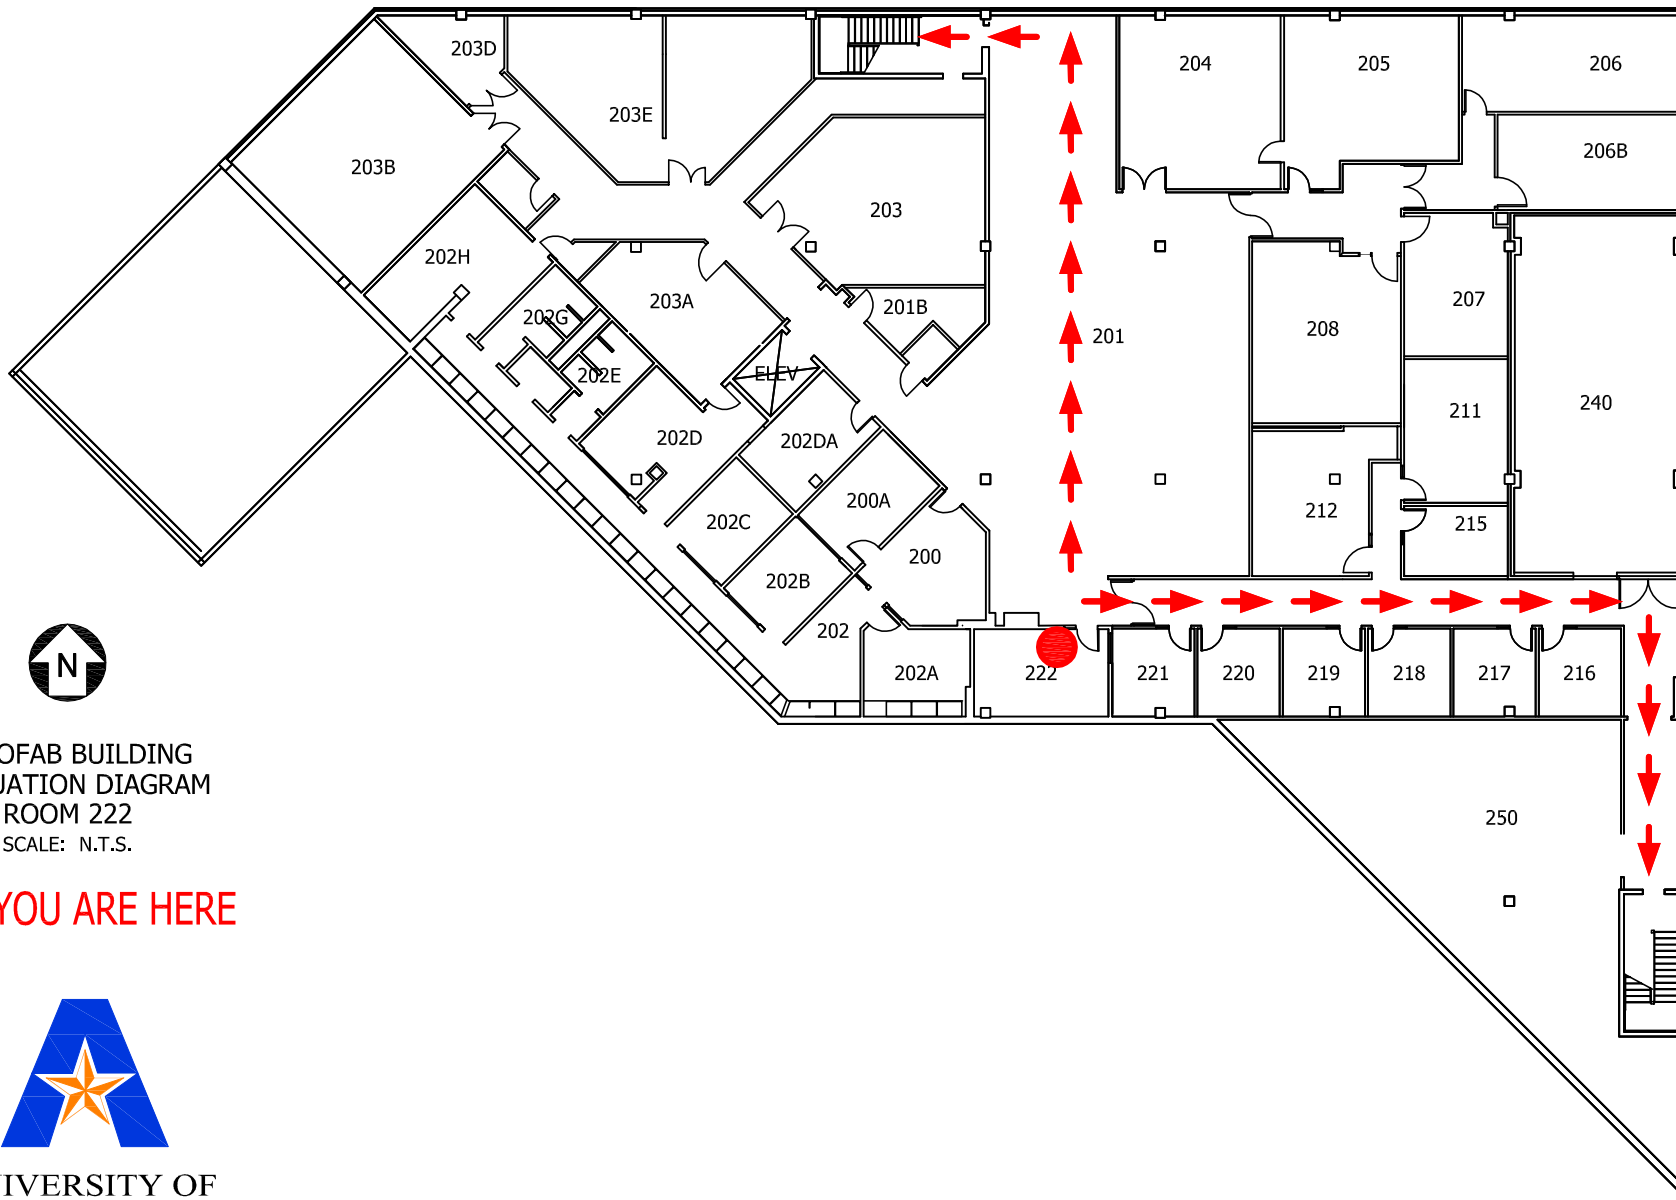 203D
204
205
206
203E
203B
206B
203
202H
203A
201B
207
202G
201
208
ELEV
202E
240
211
202D
202DA
200A
202C
212
215
200
202B
202
202A
222
221
220
219
218
217
216
N
OFAB BUILDING
UATION DIAGRAM
ROOM 222
SCALE: N.T.S.
250
YOU ARE HERE
IVERSITY OF